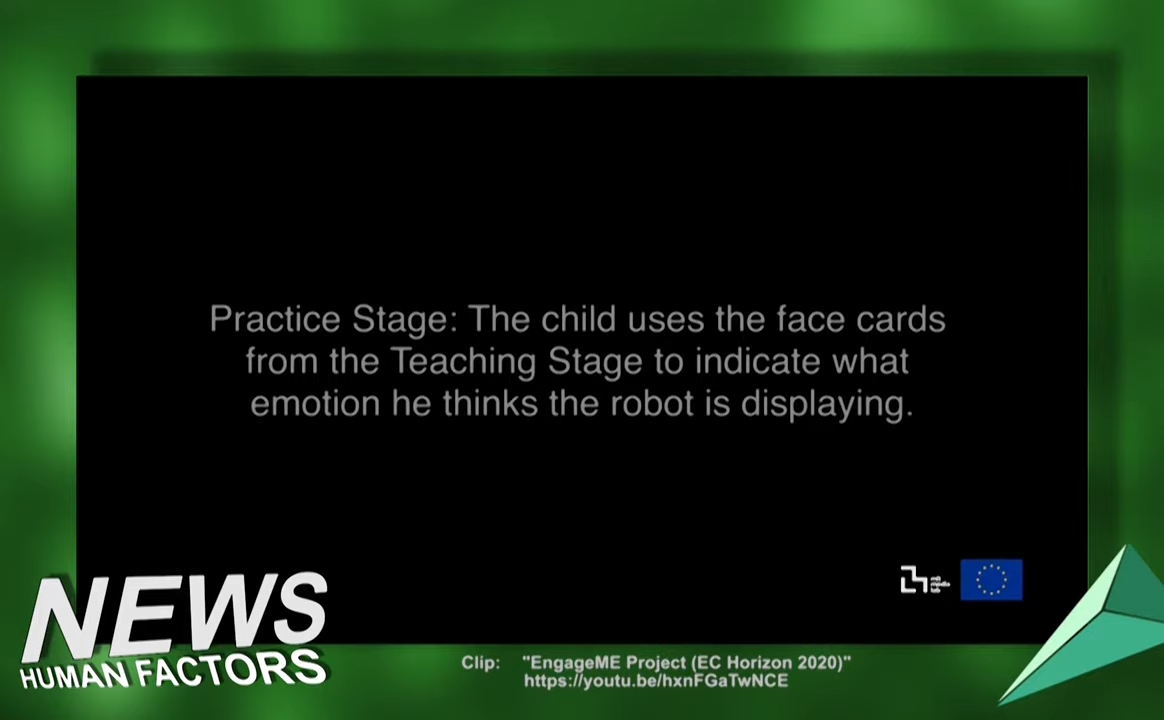 Practice Stage: The child uses the face cards
from the Teaching Stage to indicate what
emotion he thinks the robot is displaying.
NEWS
HUMAN FACTORS
Clip: "EngageME Project (EC Horizon 2020)"
https://youtu.be/hxnFGaTwNCE